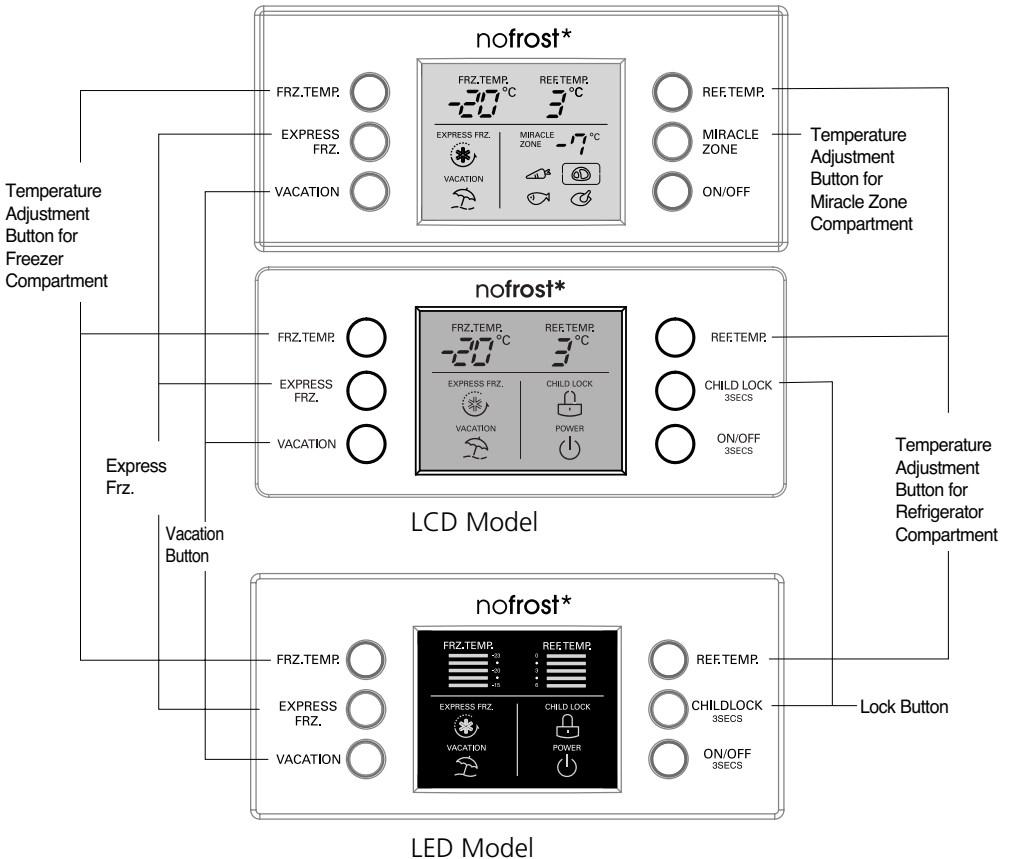 nofrost*
FRZ.TEMP.
EXPRESS
FRZ.
VACATION
FRZ.TEMP. REF.TEMP.
-20 °C 3 °C
EXPRESS FRZ.
VACATION
MIRACLE
ZONE -7 °C
REF.TEMP.
MIRACLE
ZONE
ON/OFF
Temperature
Adjustment
Button for
Freezer
Compartment
Temperature
Adjustment
Button for
Miracle Zone
Compartment
nofrost*
FRZ.TEMP.
EXPRESS
FRZ.
VACATION
FRZ.TEMP. REF.TEMP.
-20 °C 3 °C
EXPRESS FRZ. CHILD LOCK
VACATION POWER
REF.TEMP.
CHILD LOCK
3SECS
ON/OFF
3SECS
LCD Model
Express
Frz.
Vacation
Button
Temperature
Adjustment
Button for
Refrigerator
Compartment
nofrost*
FRZ.TEMP.
EXPRESS
FRZ.
VACATION
FRZ.TEMP. REF.TEMP.
-23 0
-20 3
-15 6
EXPRESS FRZ. CHILD LOCK
VACATION POWER
REF.TEMP.
CHILDLOCK
3SECS
ON/OFF
3SECS
Lock Button
LED Model